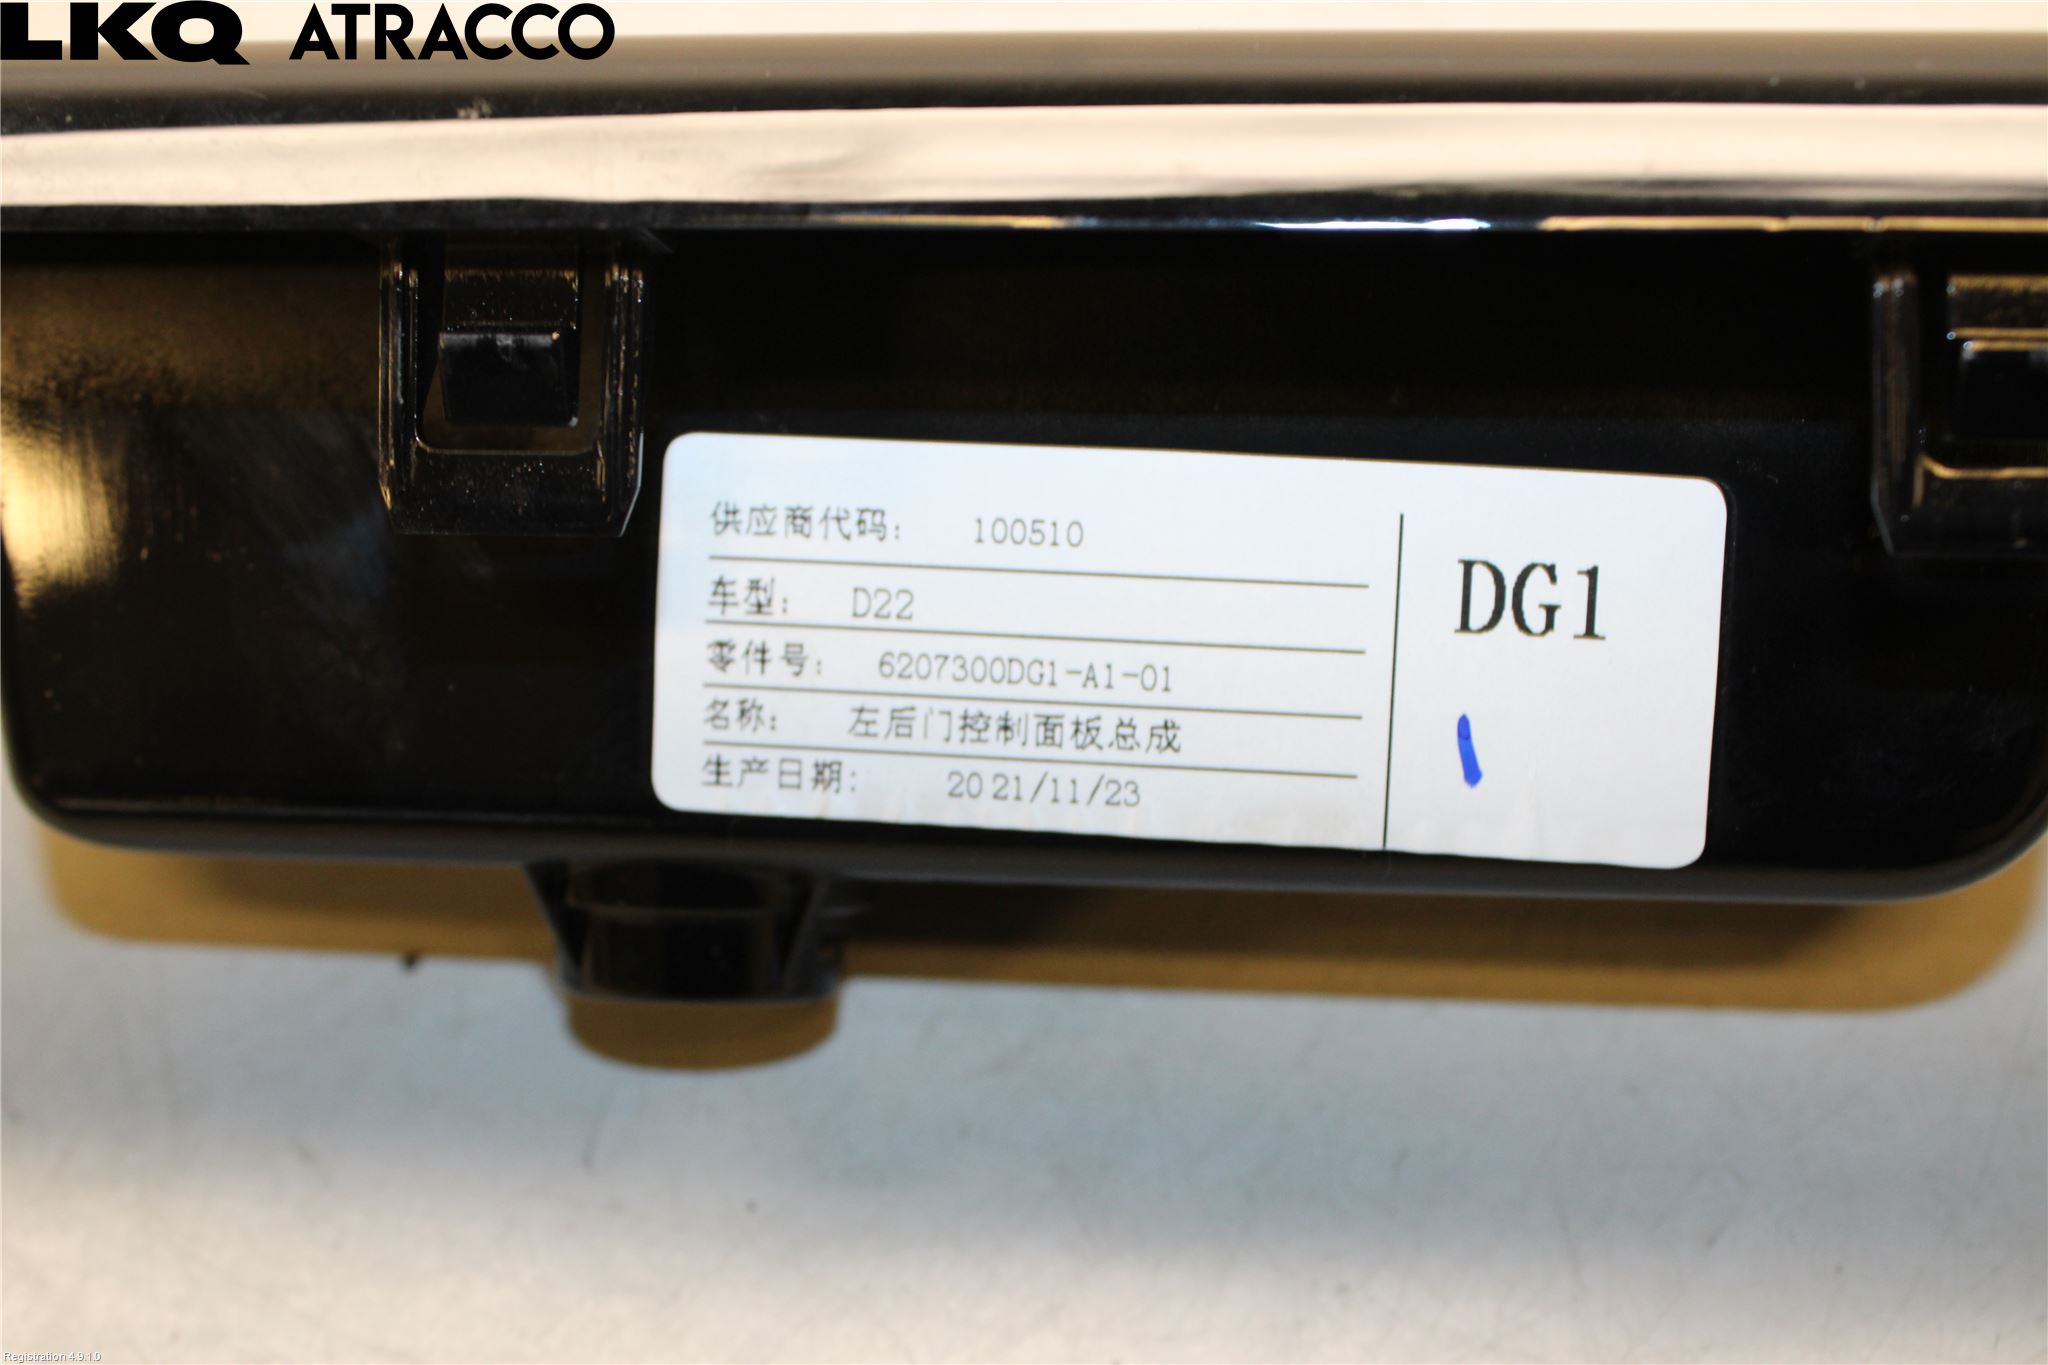 LKQ ATRACCO
供应商代码: 100510
车型: D22
零件号: 6207300DG1-A1-01
名称: 左后门控制面板总成
生产日期: 2021/11/23
DG1
Registration 4.9.1.0